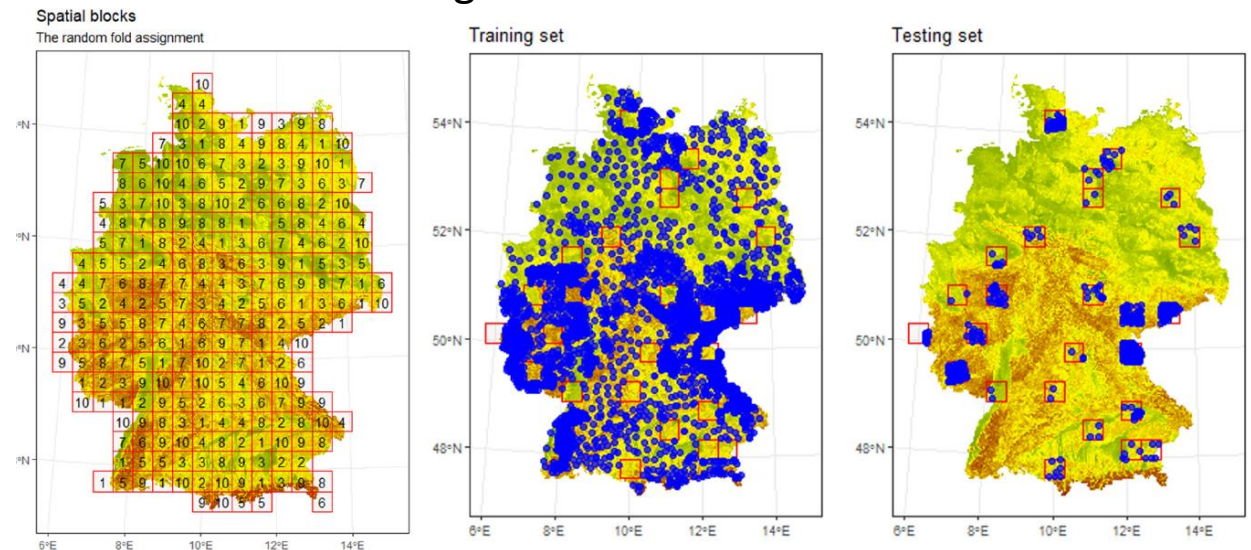 Spatial blocks
The random fold assignment
Training set
Testing set
10
4 4
10 2 9 1 9 3 9 8
7 3 1 8 4 9 8 4 1 10
7 5 10 10 6 7 3 2 3 9 10 1
8 6 10 4 6 5 2 9 7 3 6 3 7
5 3 7 10 3 8 10 2 6 6 8 2 10
4 8 7 8 9 8 8 1 5 8 4 6 4
5 7 1 8 2 4 1 3 6 7 4 6 2 10
4 5 5 2 4 6 8 3 6 3 9 1 5 3 5
4 4 7 6 8 7 7 4 4 3 7 6 9 8 7 1 6
3 5 2 4 2 5 7 3 4 2 5 6 1 3 6 1 10
9 3 5 5 8 7 4 6 7 7 8 2 5 2 1
2 3 6 2 5 6 1 6 9 7 1 4 10
9 5 8 7 5 1 7 10 2 7 1 2 6
1 2 3 9 10 7 10 5 4 6 10 9
10 1 1 2 9 5 2 6 3 6 7 9 9
10 9 8 3 1 4 4 8 2 8 10 4
7 6 9 10 4 8 2 1 10 9 8
1 5 5 3 3 8 9 3 2 2
1 5 9 1 10 2 10 9 1 3 9 8
9 10 5 5 6
°N
°N
°N
°N
6°E 8°E 10°E 12°E 14°E
54°N
52°N
50°N
48°N
6°E 8°E 10°E 12°E 14°E
54°N
52°N
50°N
48°N
6°E 8°E 10°E 12°E 14°E